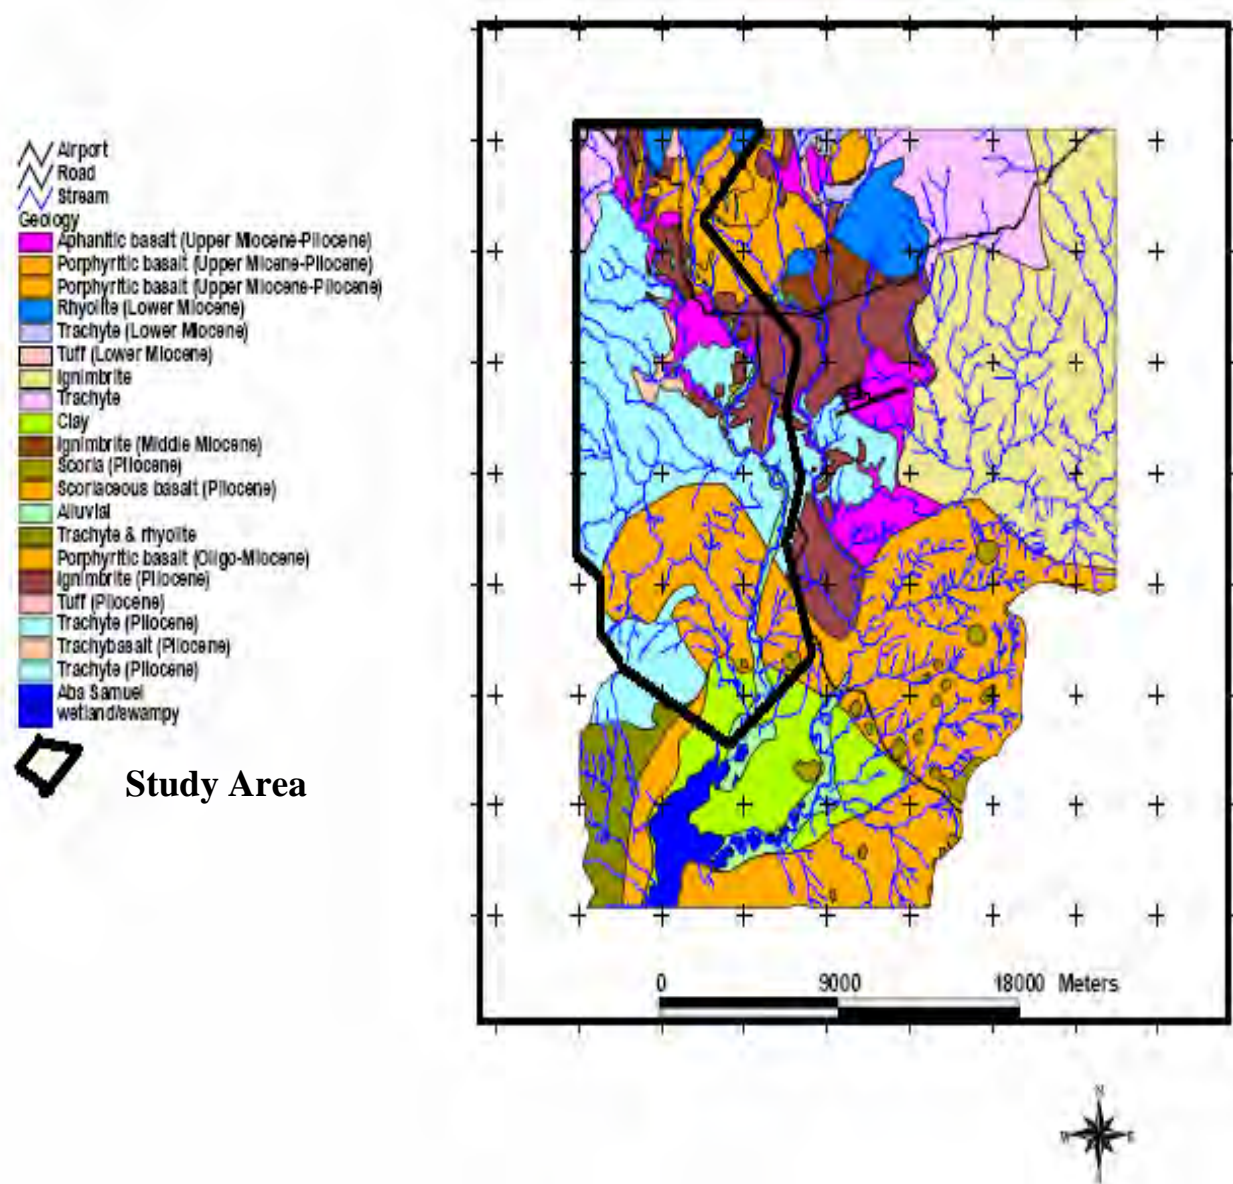 Airport
Road
Stream
Geology
Aphanitic basalt (Upper Miocene-Pliocene)
Porphyritic basalt (Upper Micene-Pliocene)
Porphyritic basalt (Upper Miocene-Pliocene)
Rhyolite (Lower Miocene)
Trachyte (Lower Miocene)
Tuff (Lower Miocene)
Ignimbrite
Trachyte
Clay
Ignimbrite (Middle Miocene)
Scoria (Pliocene)
Scoriaceous basalt (Pliocene)
Alluvial
Trachyte & rhyolite
Porphyritic basalt (Oligo-Miocene)
Ignimbrite (Pliocene)
Tuff (Pliocene)
Trachyte (Pliocene)
Trachybasalt (Pliocene)
Trachyte (Pliocene)
Aba Samuel
wetland/swampy
Study Area
0 9000 18000 Meters
N
W E